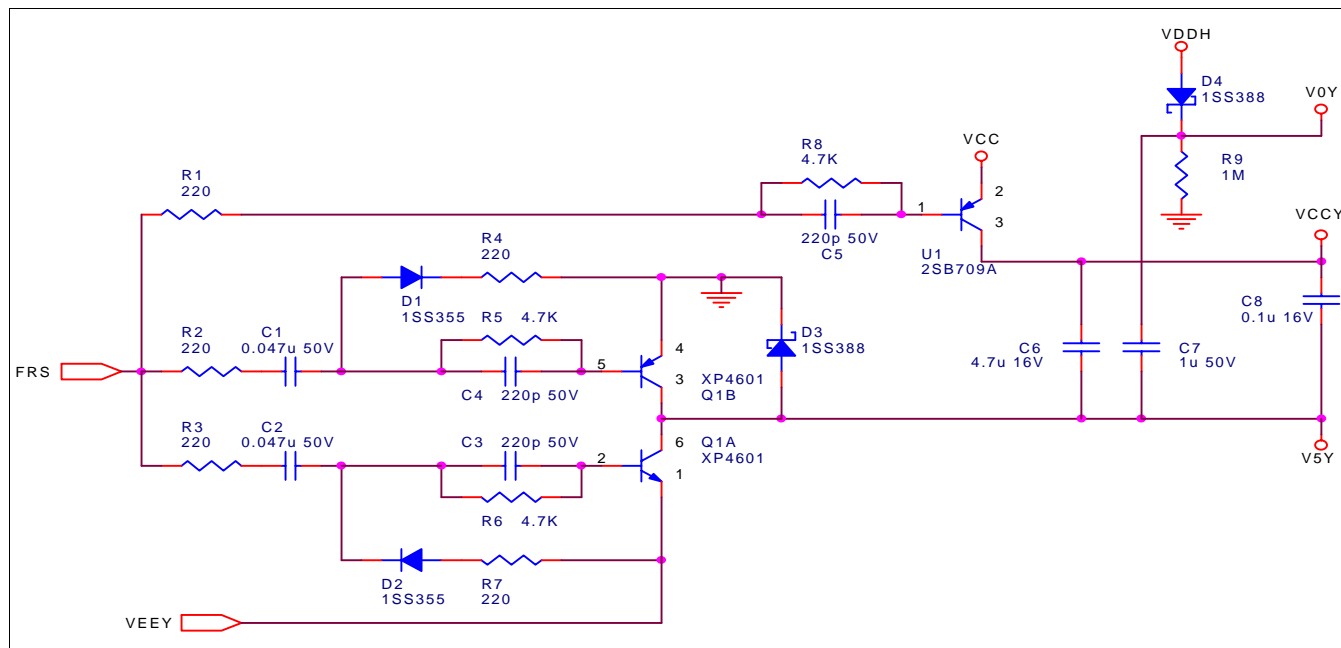 VDDH
D4
1SS388
V0Y
R8
4.7K
VCC
R9
1M
R1
220
1
2
3
220p 50V
C5
U1
2SB709A
VCCY
R4
220
D1
1SS355
R5 4.7K
D3
1SS388
C8
0.1u 16V
R2
220
C1
0.047u 50V
C6
4.7u 16V
C7
1u 50V
FRS
5
4
3
C4 220p 50V
XP4601
Q1B
R3
220
C2
0.047u 50V
C3 220p 50V
2
6
1
Q1A
XP4601
V5Y
R6 4.7K
D2
1SS355
R7
220
VEEY